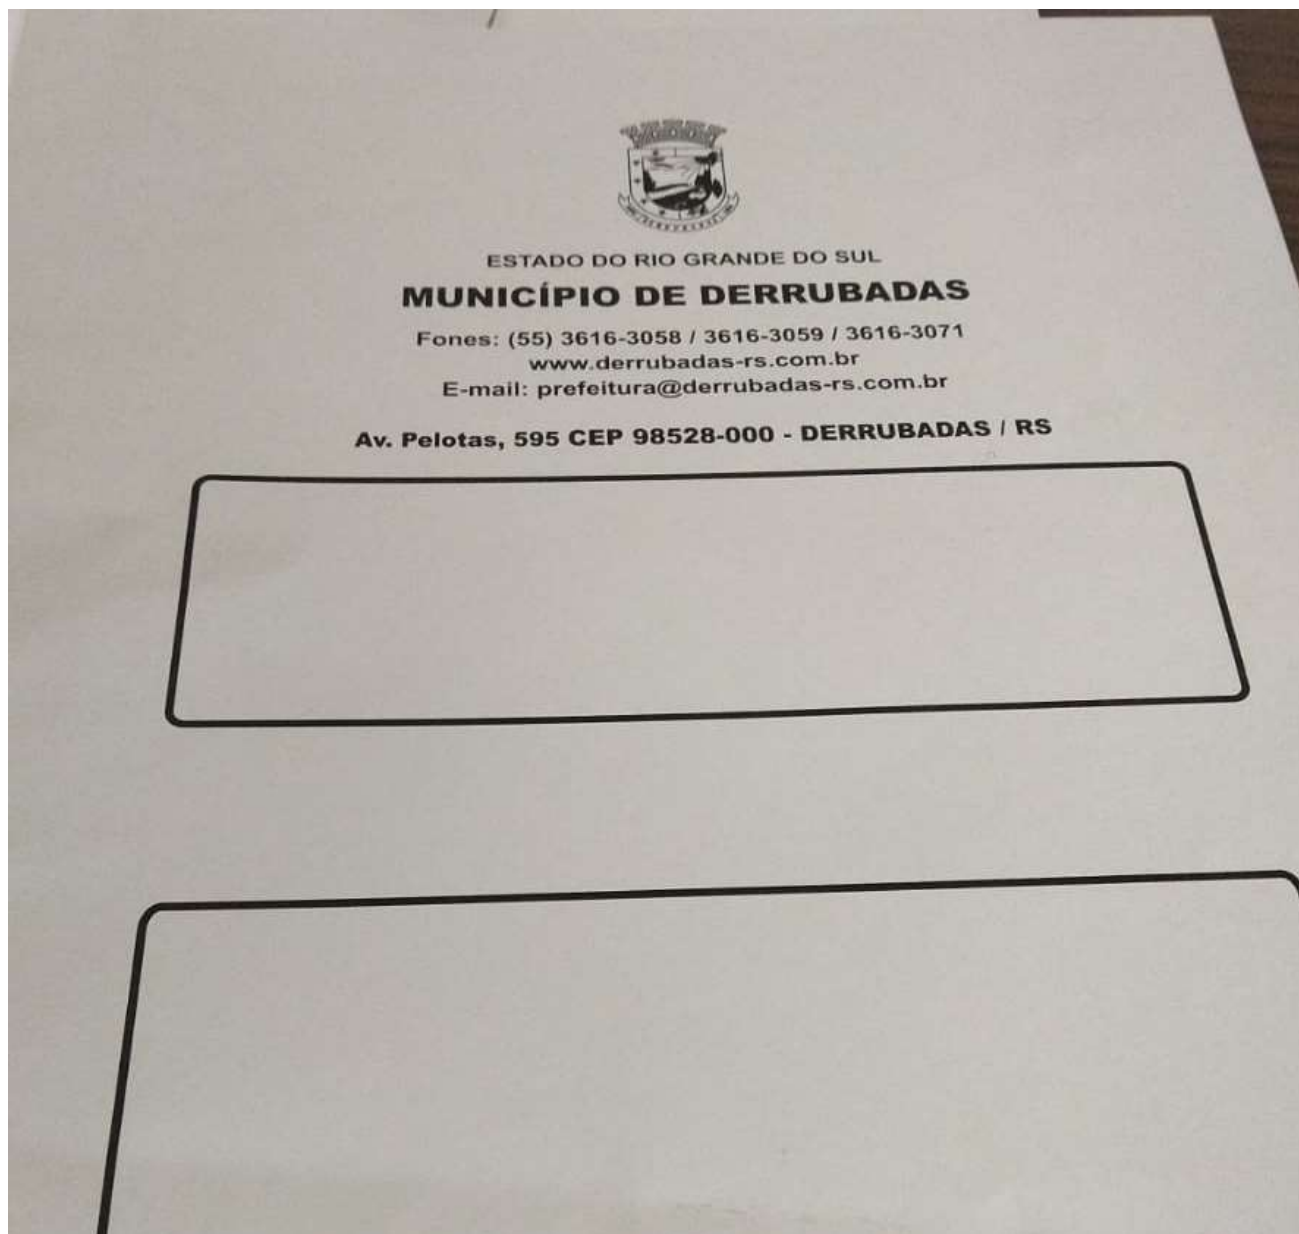 ESTADO DO RIO GRANDE DO SUL
MUNICÍPIO DE DERRUBADAS
Fones: (55) 3616-3058 / 3616-3059 / 3616-3071
www.derrubadas-rs.com.br
E-mail: prefeitura@derrubadas-rs.com.br
Av. Pelotas, 595 CEP 98528-000 - DERRUBADAS / RS